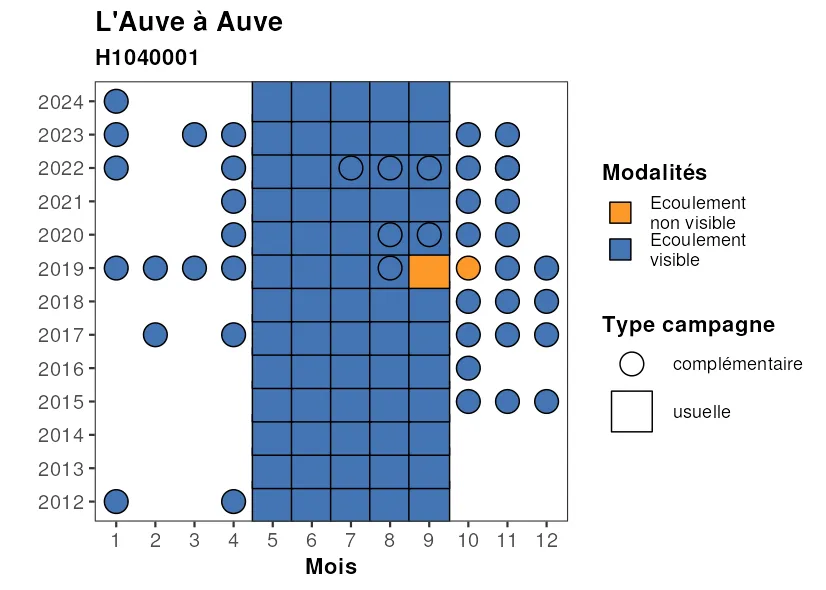 L'Auve à Auve
H1040001
2024
2023
2022
2021
2020
2019
2018
2017
2016
2015
2014
2013
2012
1 2 3 4 5 6 7 8 9 10 11 12
Mois
Modalités
Ecoulement
non visible
Ecoulement
visible
Type campagne
complémentaire
usuelle